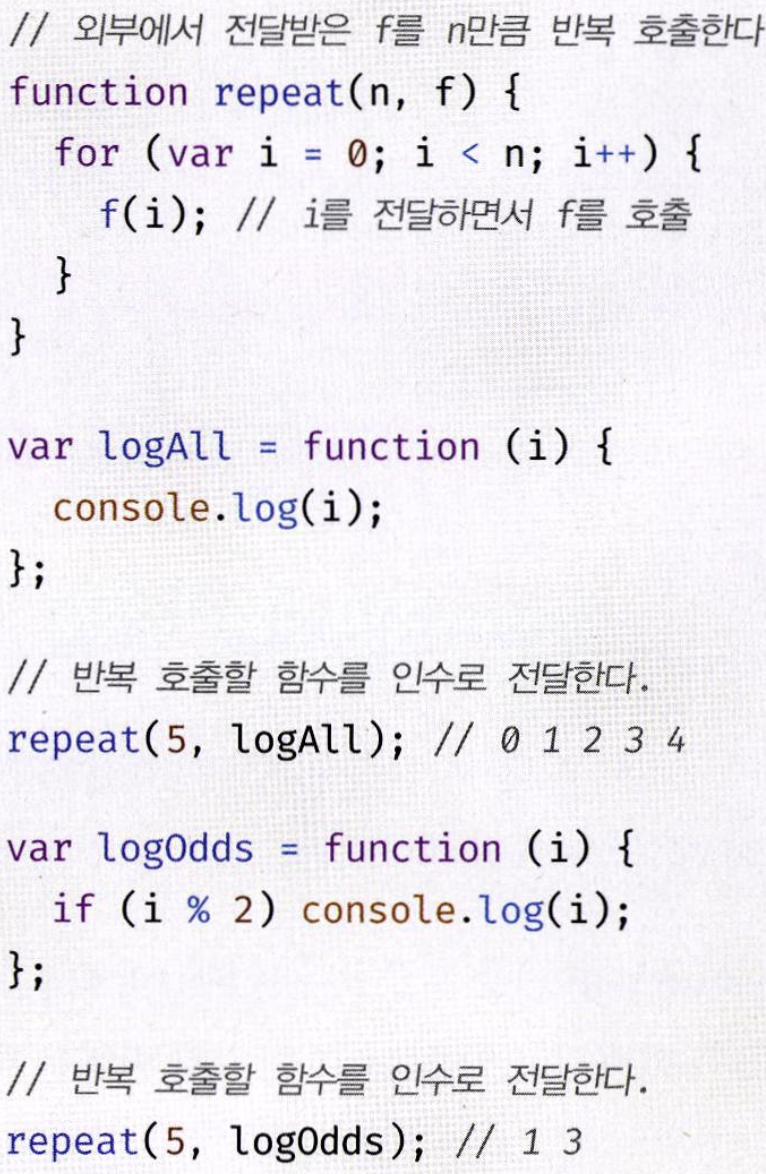 // 외부에서 전달받은 f를 n만큼 반복 호출한다
function repeat(n, f) {
  for (var i = 0; i < n; i++) {
    f(i); // i를 전달하면서 f를 호출
  }
}

var logAll = function (i) {
  console.log(i);
};

// 반복 호출할 함수를 인수로 전달한다.
repeat(5, logAll); // 0 1 2 3 4

var logOdds = function (i) {
  if (i % 2) console.log(i);
};

// 반복 호출할 함수를 인수로 전달한다.
repeat(5, logOdds); // 1 3